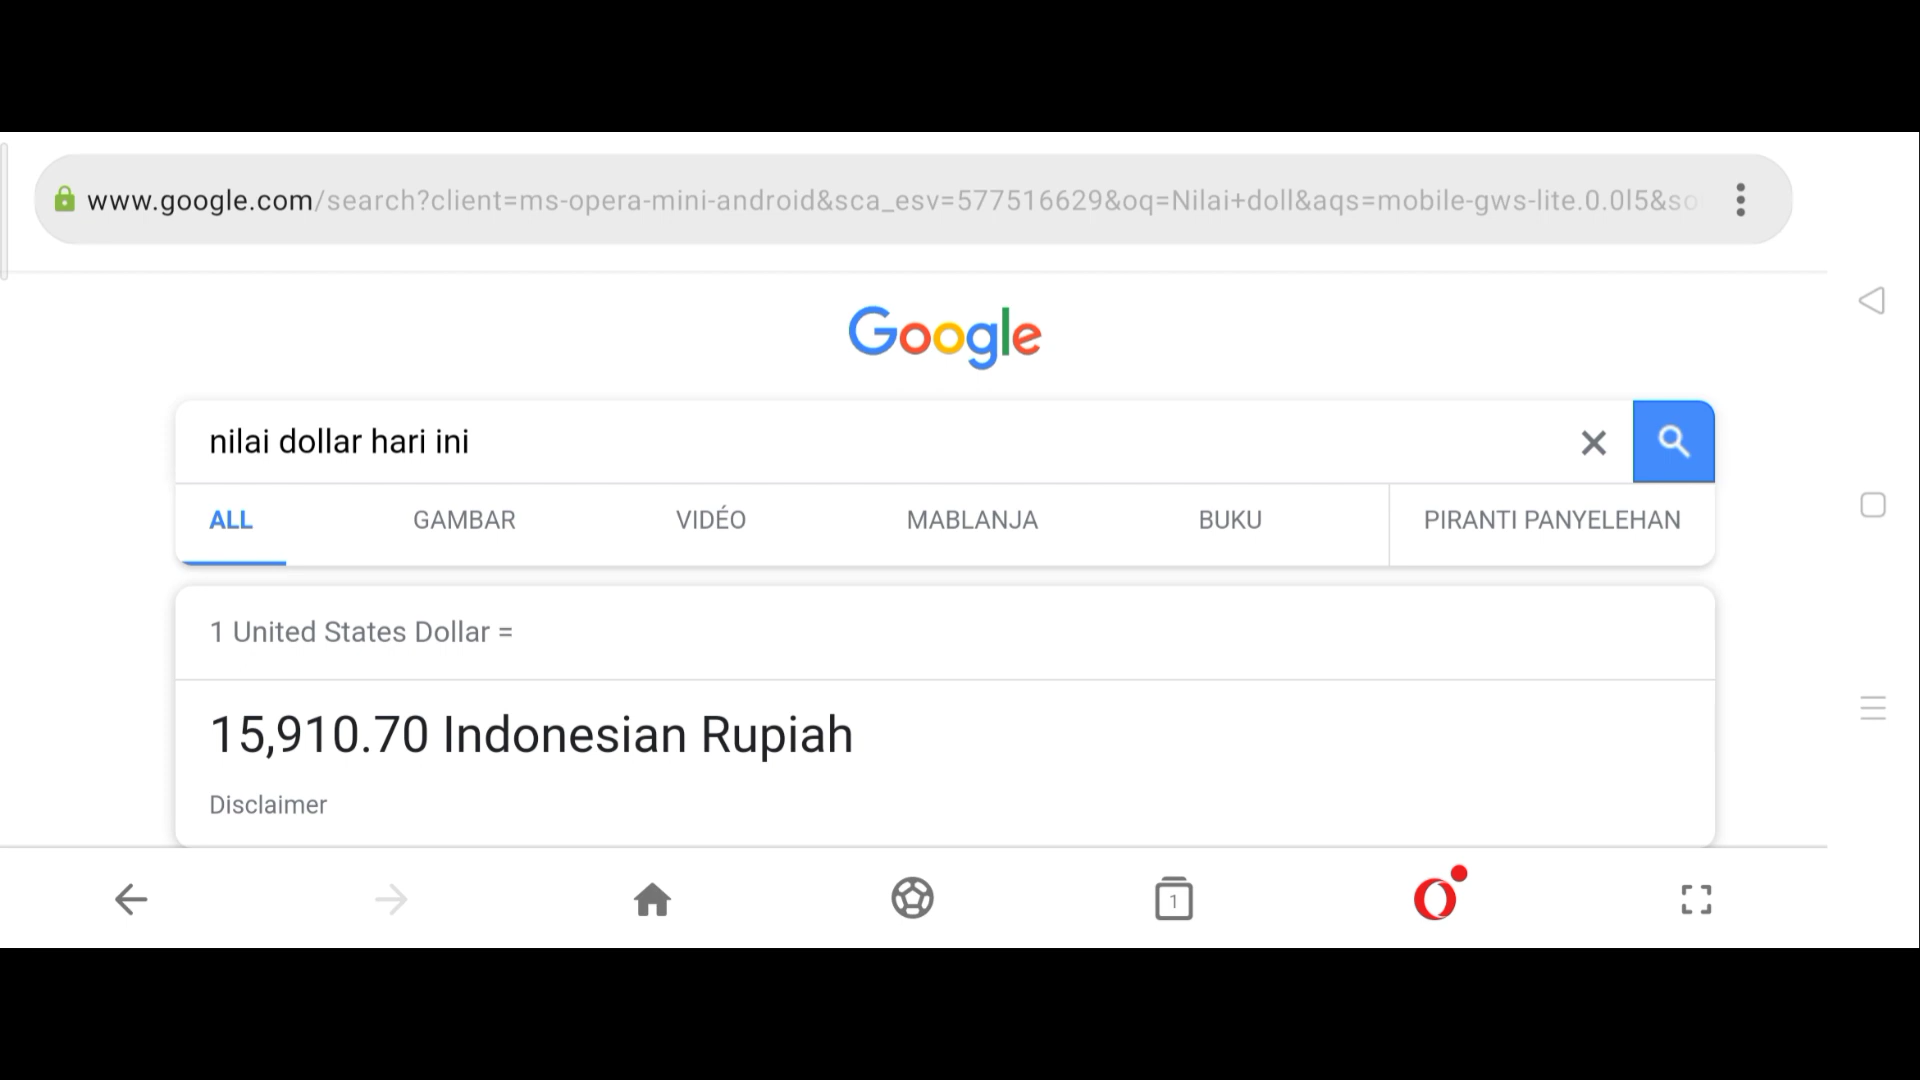 www.google.com/search?client=ms-opera-mini-android&sca_esv=577516629&oq=Nilai+doll&aqs=mobile-gws-lite.0.0l5&so
Google
nilai dollar hari ini
ALL GAMBAR VIDÉO MABLANJA BUKU PIRANTI PANYELEHAN
1 United States Dollar =
15,910.70 Indonesian Rupiah
Disclaimer
1